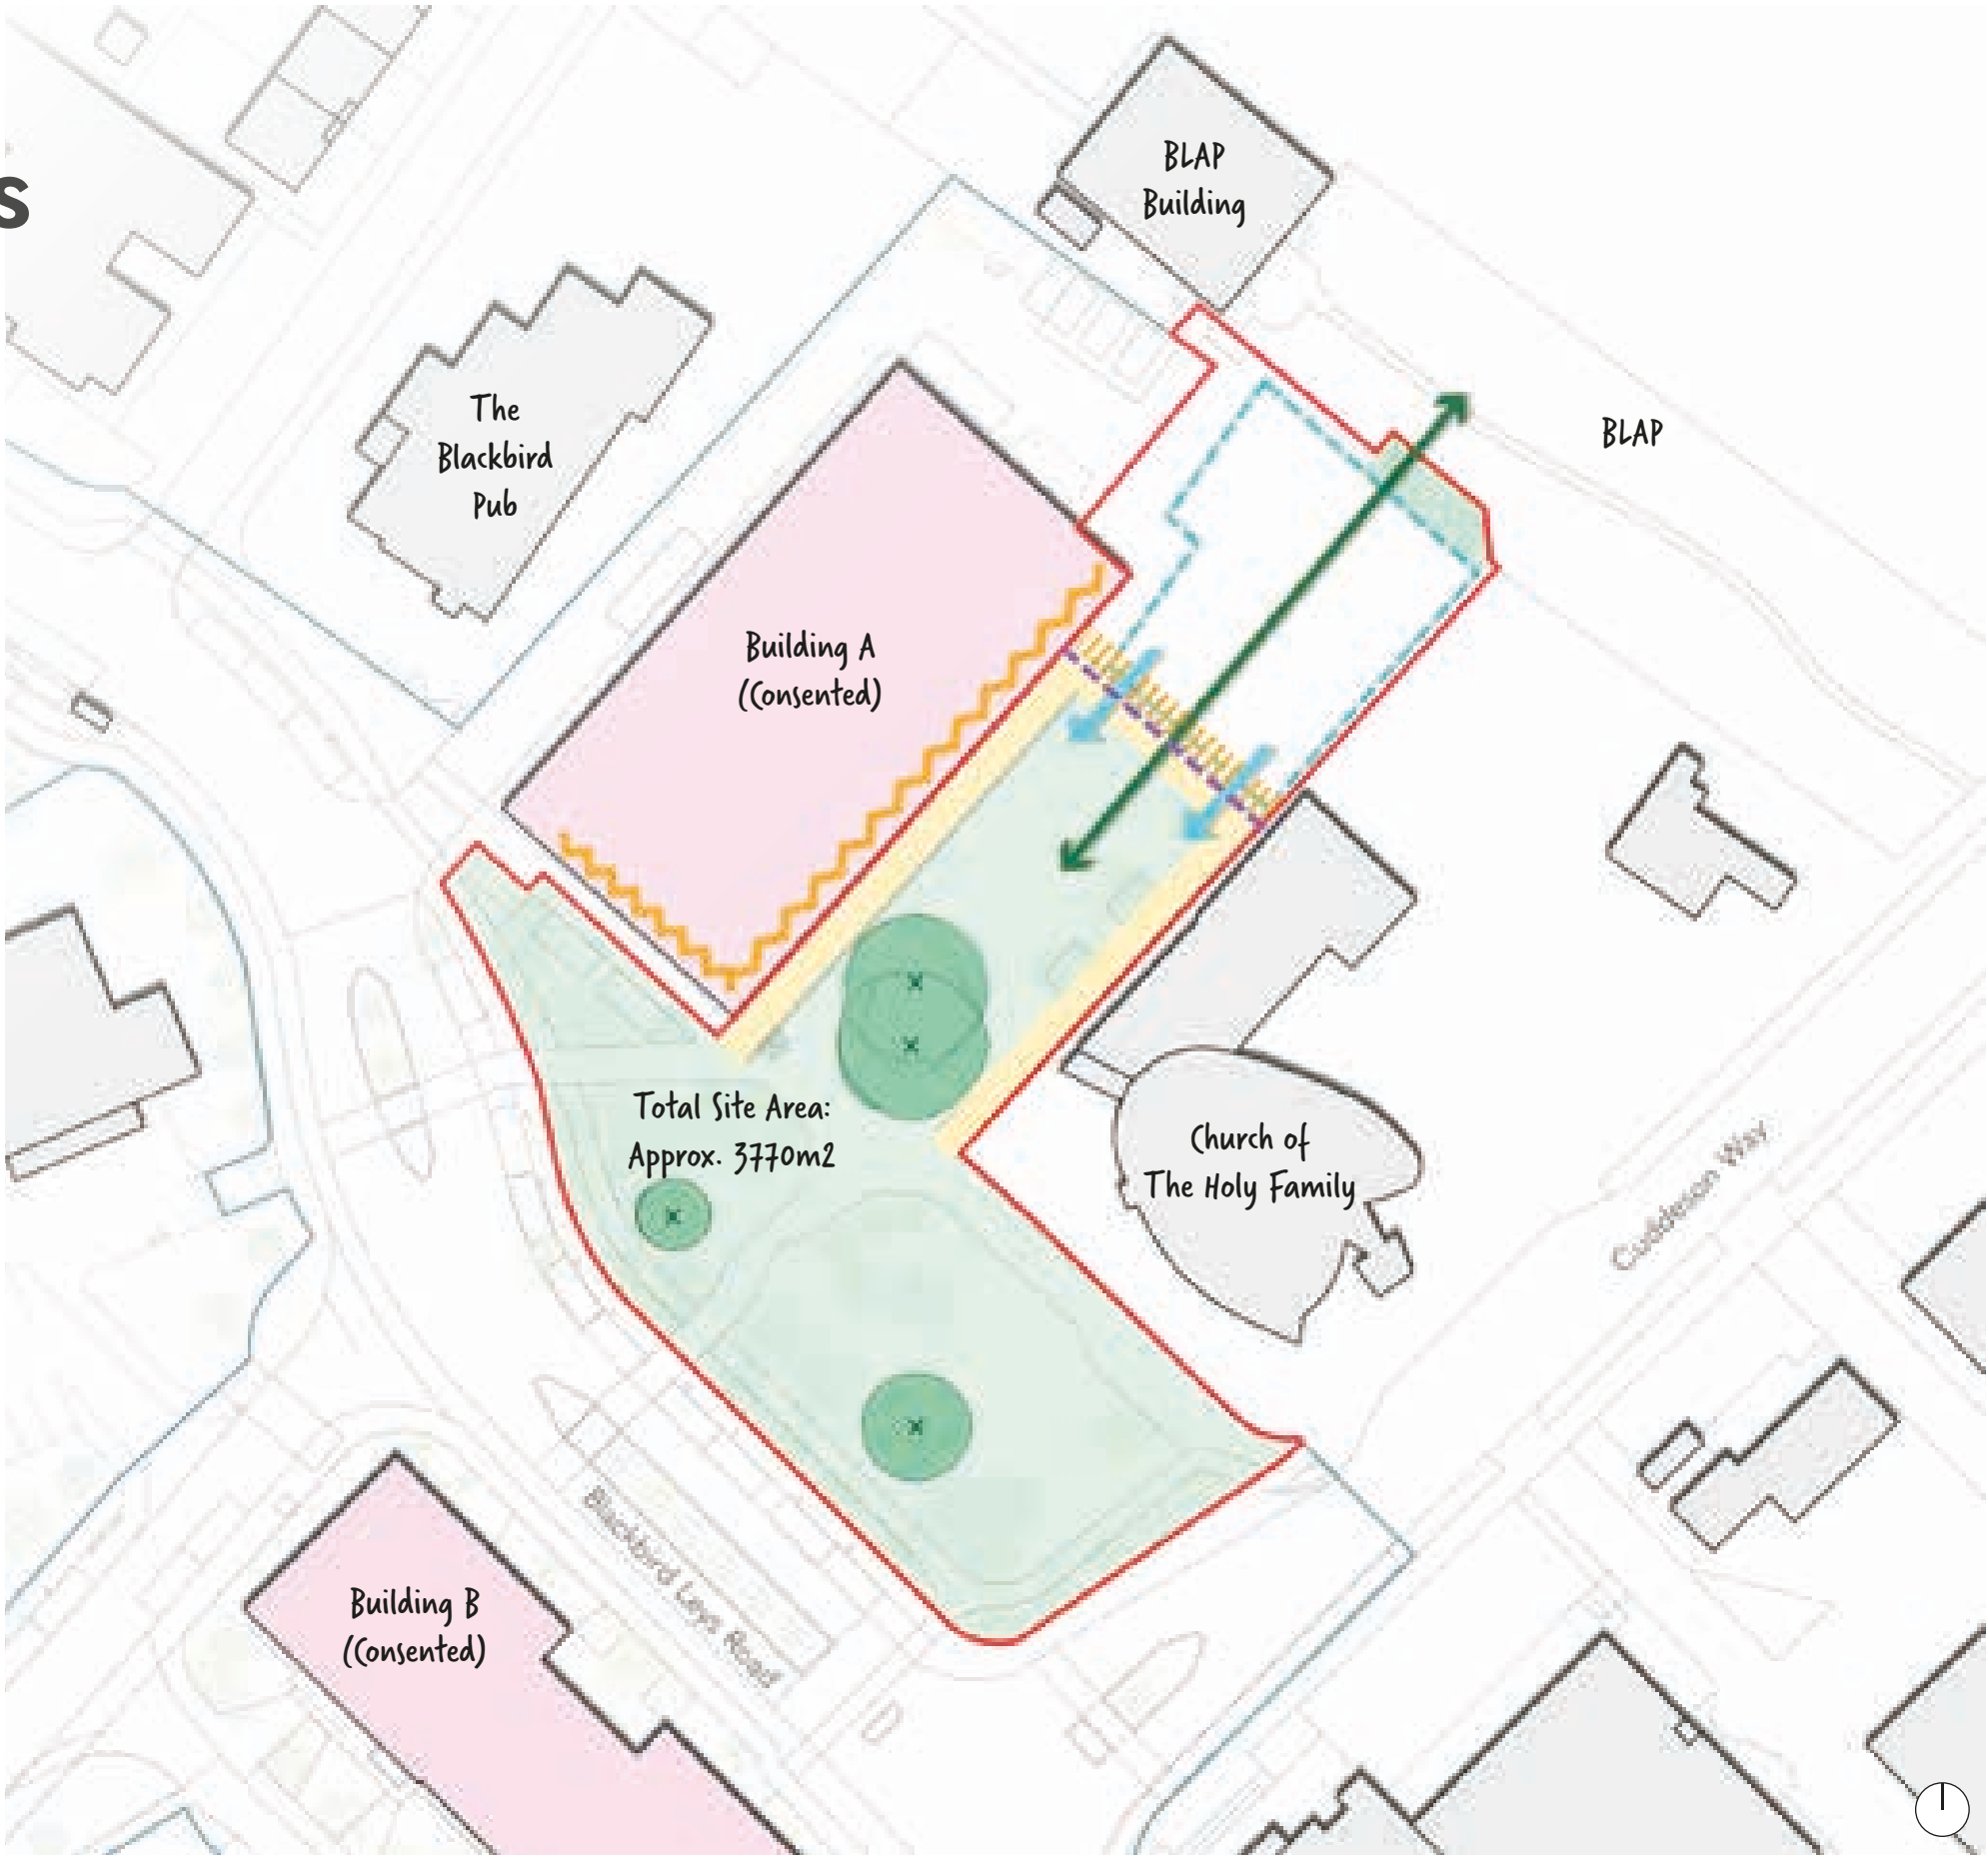 s
BLAP
Building
The
Blackbird
Pub
BLAP
Building A
(Consented)
Total Site Area:
Approx. 3770m2
Church of
The Holy Family
Cuddeson Way
Building B
(Consented)
Blackbird Leys Road